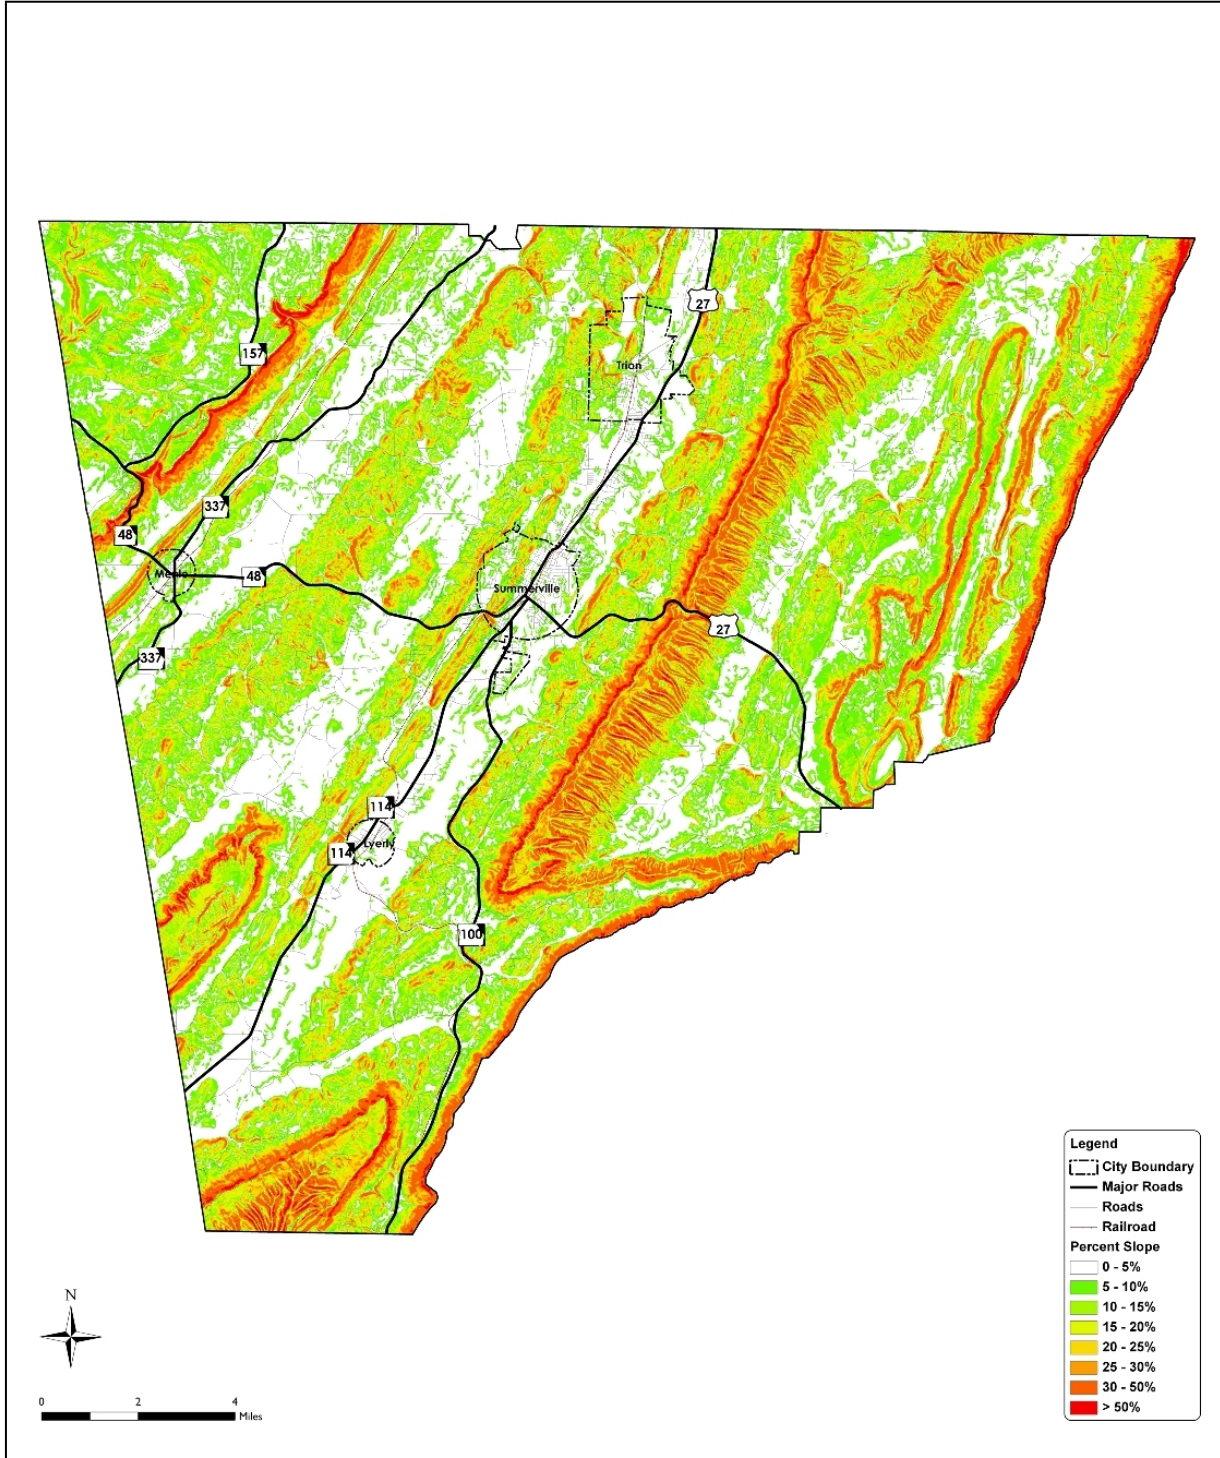 27
Trion
157
337
48
Menlo
48
Summerville
27
337
114
Lyerly
114
100
Legend
City Boundary
Major Roads
Roads
Railroad
Percent Slope
0 - 5%
5 - 10%
10 - 15%
15 - 20%
20 - 25%
25 - 30%
30 - 50%
> 50%
N
0 2 4
Miles